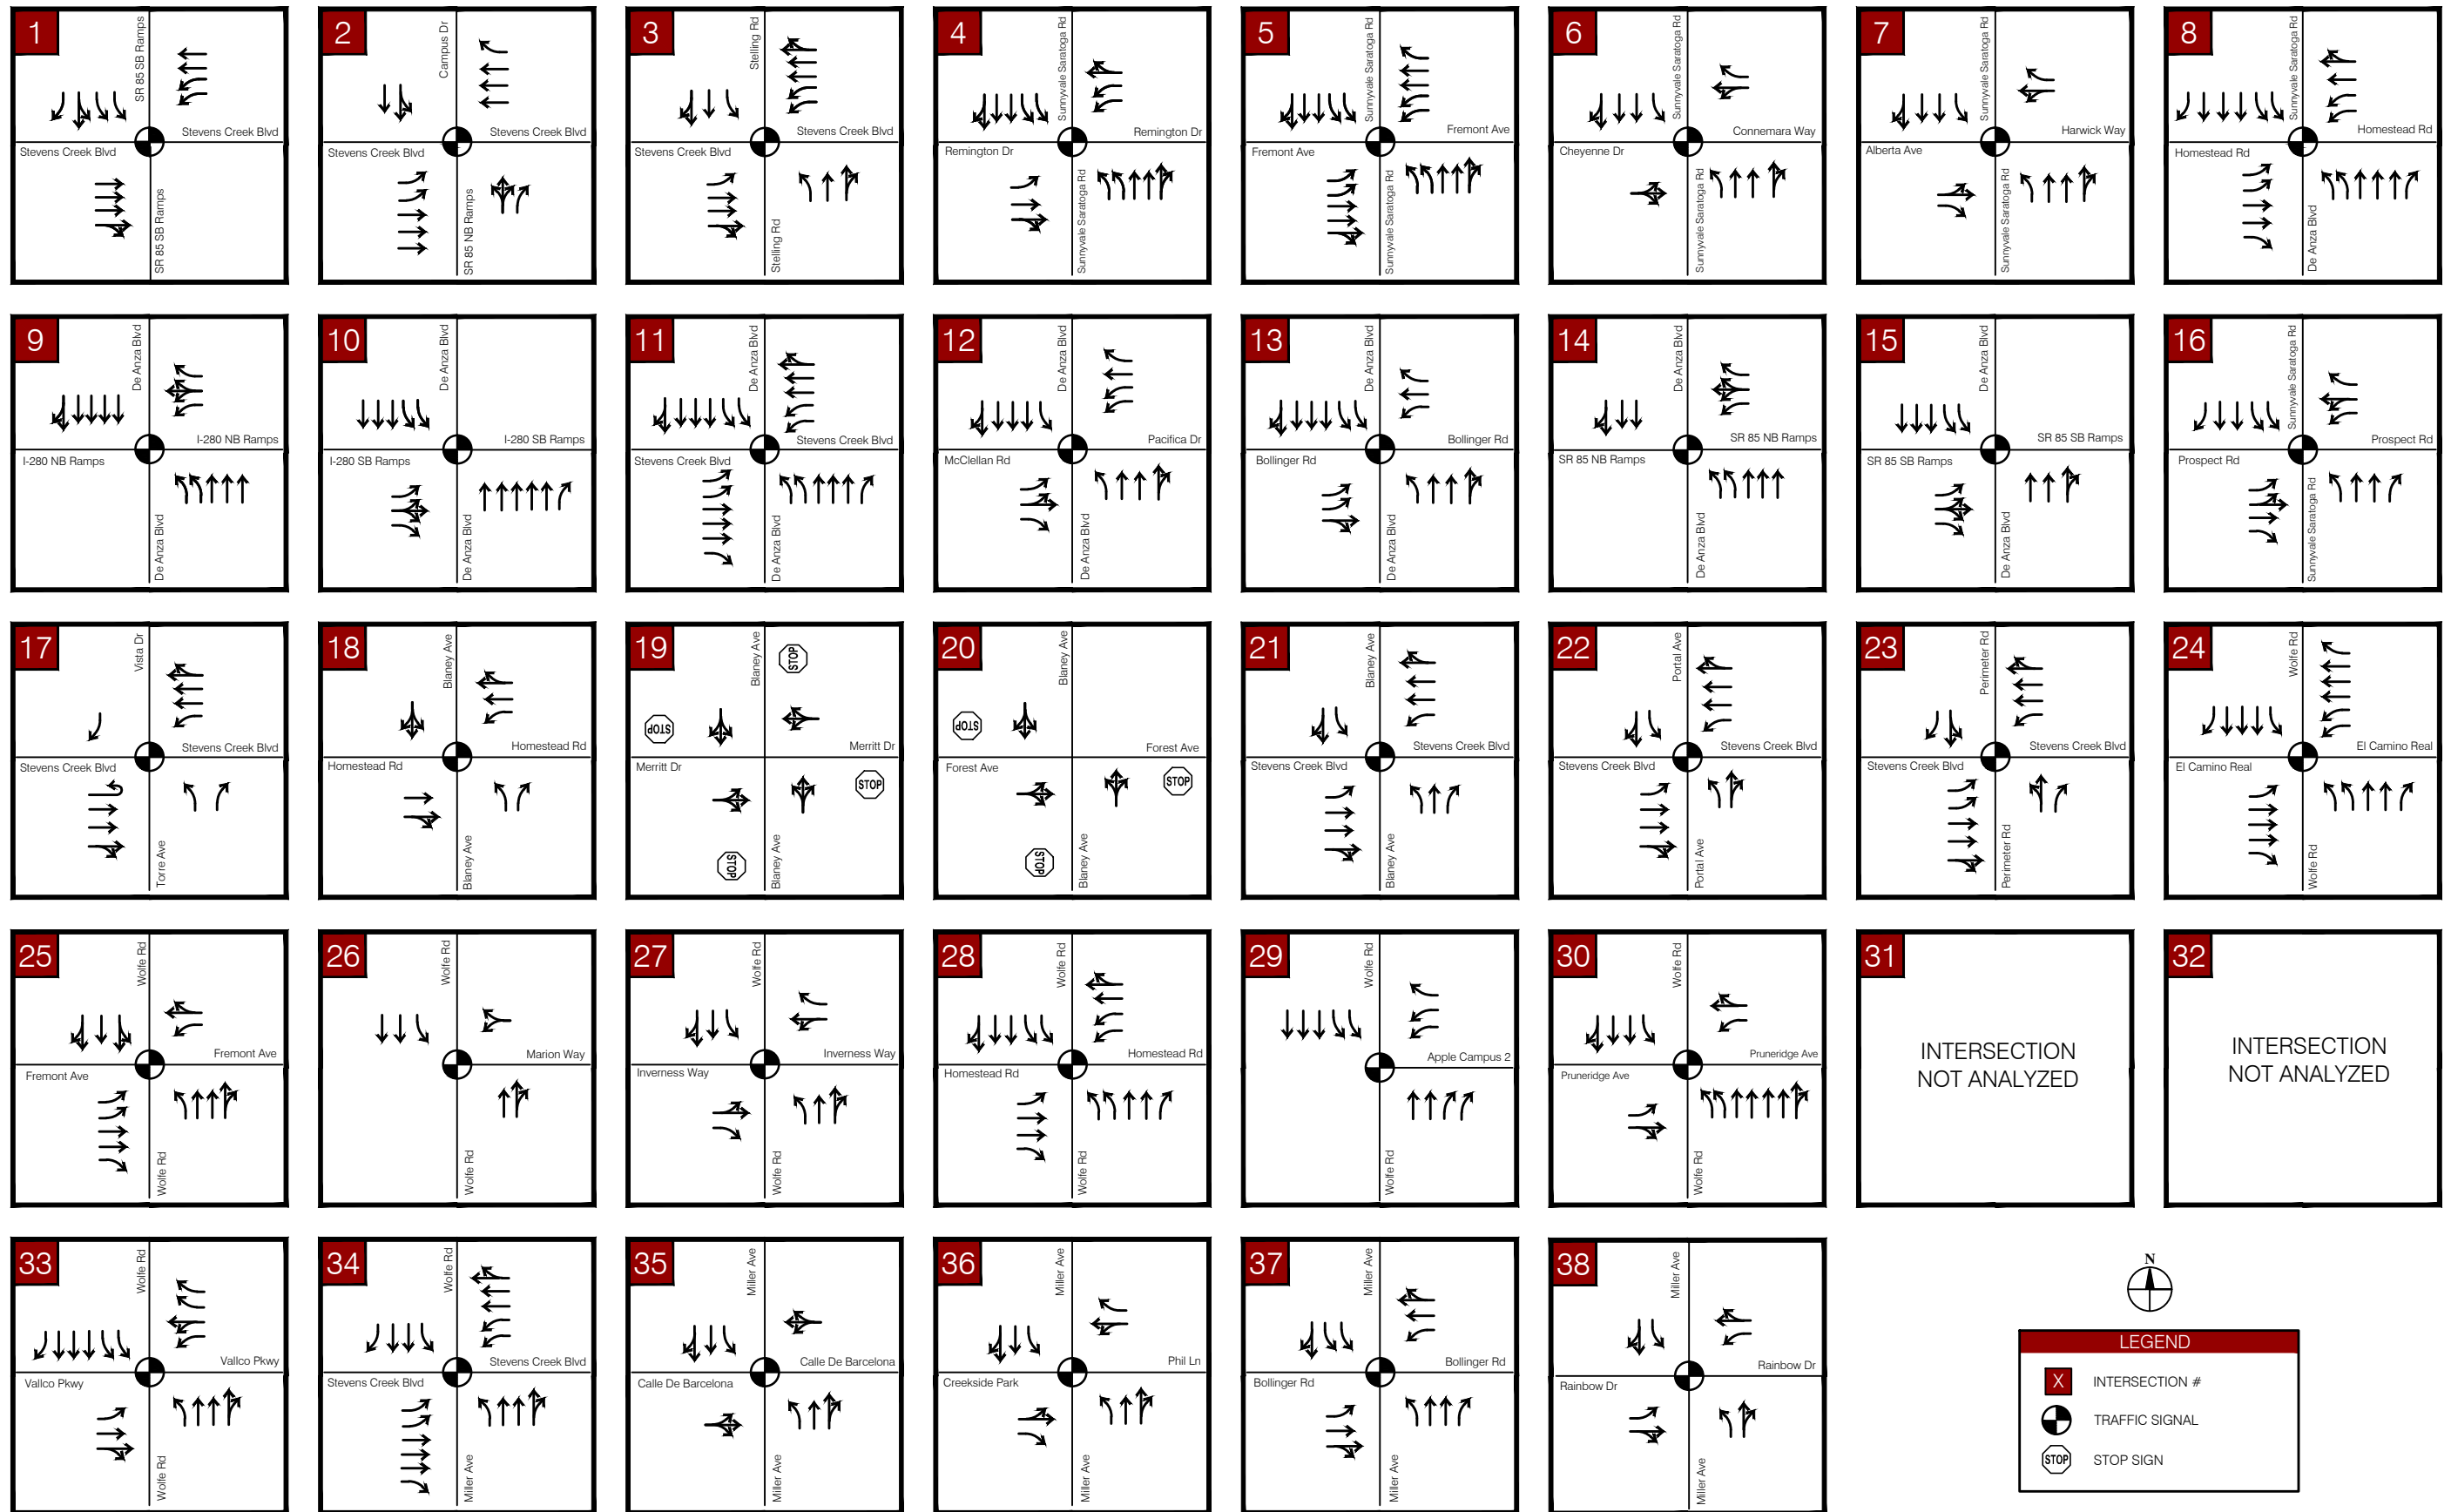 1
SR 85 SB Ramps
Stevens Creek Blvd
Stevens Creek Blvd
SR 85 SB Ramps
2
Campus Dr
Stevens Creek Blvd
Stevens Creek Blvd
SR 85 NB Ramps
3
Stelling Rd
Stevens Creek Blvd
Stevens Creek Blvd
Stelling Rd
4
Sunnyvale Saratoga Rd
Remington Dr
Remington Dr
Sunnyvale Saratoga Rd
5
Sunnyvale Saratoga Rd
Fremont Ave
Fremont Ave
Sunnyvale Saratoga Rd
6
Sunnyvale Saratoga Rd
Connemara Way
Cheyenne Dr
Sunnyvale Saratoga Rd
7
Sunnyvale Saratoga Rd
Harwick Way
Alberta Ave
Sunnyvale Saratoga Rd
8
Sunnyvale Saratoga Rd
Homestead Rd
Homestead Rd
De Anza Blvd
9
De Anza Blvd
I-280 NB Ramps
I-280 NB Ramps
De Anza Blvd
10
De Anza Blvd
I-280 SB Ramps
I-280 SB Ramps
De Anza Blvd
11
De Anza Blvd
Stevens Creek Blvd
Stevens Creek Blvd
De Anza Blvd
12
De Anza Blvd
Pacifica Dr
McClellan Rd
De Anza Blvd
13
De Anza Blvd
Bollinger Rd
Bollinger Rd
De Anza Blvd
14
De Anza Blvd
SR 85 NB Ramps
SR 85 NB Ramps
De Anza Blvd
15
De Anza Blvd
SR 85 SB Ramps
SR 85 SB Ramps
De Anza Blvd
16
Sunnyvale Saratoga Rd
Prospect Rd
Prospect Rd
Sunnyvale Saratoga Rd
17
Vista Dr
Stevens Creek Blvd
Stevens Creek Blvd
Torre Ave
18
Blaney Ave
Homestead Rd
Homestead Rd
Blaney Ave
19
Blaney Ave
STOP
STOP
Merritt Dr
Merritt Dr
STOP
STOP
Blaney Ave
20
Blaney Ave
STOP
Forest Ave
Forest Ave
STOP
STOP
Blaney Ave
21
Blaney Ave
Stevens Creek Blvd
Stevens Creek Blvd
Blaney Ave
22
Portal Ave
Stevens Creek Blvd
Stevens Creek Blvd
Portal Ave
23
Perimeter Rd
Stevens Creek Blvd
Stevens Creek Blvd
Perimeter Rd
24
Wolfe Rd
El Camino Real
El Camino Real
Wolfe Rd
25
Wolfe Rd
Fremont Ave
Fremont Ave
Wolfe Rd
26
Wolfe Rd
Marion Way
Wolfe Rd
27
Wolfe Rd
Inverness Way
Inverness Way
Wolfe Rd
28
Wolfe Rd
Homestead Rd
Homestead Rd
Wolfe Rd
29
Wolfe Rd
Apple Campus 2
Wolfe Rd
30
Wolfe Rd
Pruneridge Ave
Pruneridge Ave
Wolfe Rd
31
INTERSECTION
NOT ANALYZED
32
INTERSECTION
NOT ANALYZED
33
Wolfe Rd
Vallco Pkwy
Vallco Pkwy
Wolfe Rd
34
Wolfe Rd
Stevens Creek Blvd
Stevens Creek Blvd
Miller Ave
35
Miller Ave
Calle De Barcelona
Calle De Barcelona
Miller Ave
36
Miller Ave
Phil Ln
Creekside Park
Miller Ave
37
Miller Ave
Bollinger Rd
Bollinger Rd
Miller Ave
38
Miller Ave
Rainbow Dr
Rainbow Dr
Miller Ave
N
LEGEND
X INTERSECTION #
TRAFFIC SIGNAL
STOP STOP SIGN